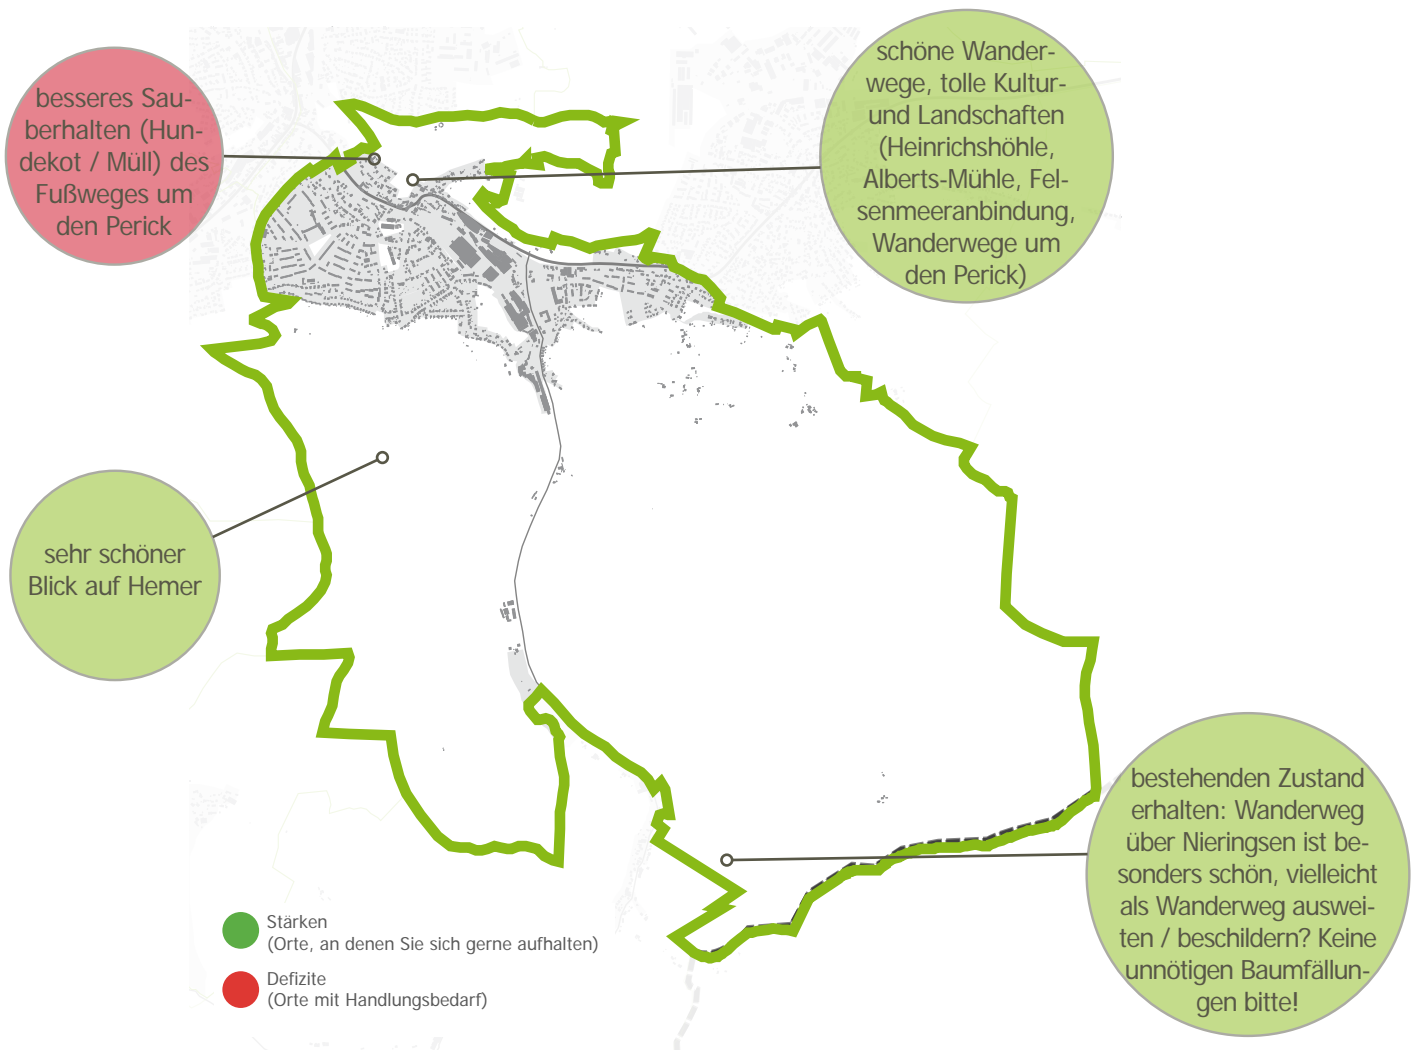 besseres Sau-
berhalten (Hun-
dekot / Müll) des
Fußweges um
den Perick
schöne Wander-
wege, tolle Kultur-
und Landschaften
(Heinrichshöhle,
Alberts-Mühle, Fel-
senmeeranbindung,
Wanderwege um
den Perick)
sehr schöner
Blick auf Hemer
bestehenden Zustand
erhalten: Wanderweg
über Nieringsen ist be-
sonders schön, vielleicht
als Wanderweg auswei-
ten / beschildern? Keine
unnötigen Baumfällun-
gen bitte!
Stärken
(Orte, an denen Sie sich gerne aufhalten)
Defizite
(Orte mit Handlungsbedarf)